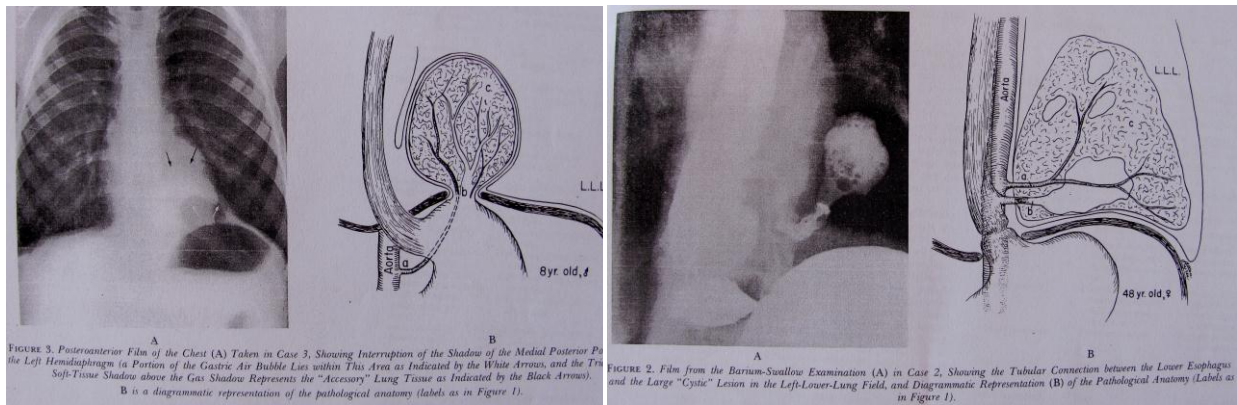 c
b
L.L.
Aorta
a
8 yr. old, ♂
A
B
FIGURE 3. Posteroanterior Film of the Chest (A) Taken in Case 3, Showing Interruption of the Shadow of the Medial Posterior
the Left Hemidiaphragm (a Portion of the Gastric Air Bubble Lies within This Area as Indicated by the White Arrows, and the
Soft-Tissue Shadow above the Gas Shadow Represents the "Accessory" Lung Tissue as Indicated by the Black Arrows).
B is a diagrammatic representation of the pathological anatomy (labels as in Figure 1).
Aorta
L.L.L.
c
a
b
48 yr. old, ♀
A
B
FIGURE 2. Film from the Barium-Swallow Examination (A) in Case 2, Showing the Tubular Connection between the Lower Esophagus
and the Large "Cystic" Lesion in the Left-Lower-Lung Field, and Diagrammatic Representation (B) of the Pathological Anatomy (Labels as
in Figure 1).